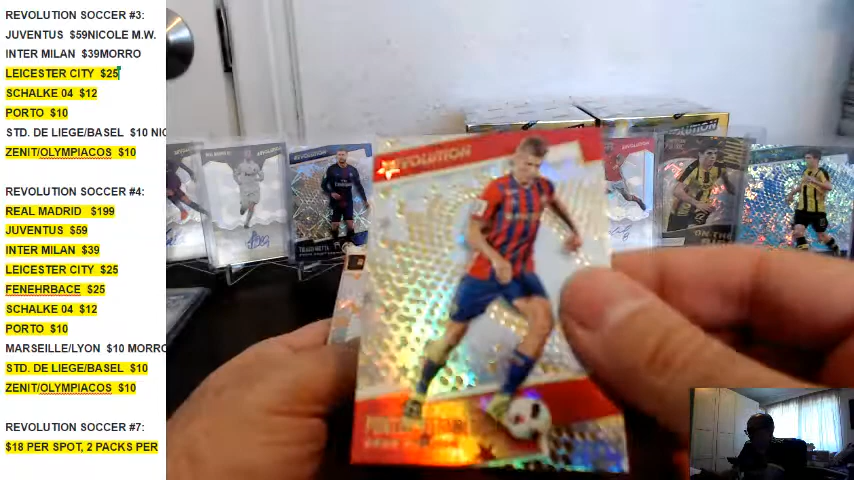 REVOLUTION SOCCER #3:
JUVENTUS $59NICOLE M.W.
INTER MILAN $39MORRO
LEICESTER CITY $25
SCHALKE 04 $12
PORTO $10
STD. DE LIEGE/BASEL $10 NIC
ZENIT/OLYMPIACOS $10
REVOLUTION SOCCER #4:
REAL MADRID $199
JUVENTUS $59
INTER MILAN $39
LEICESTER CITY $25
FENEHRBACE $25
SCHALKE 04 $12
PORTO $10
MARSEILLE/LYON $10 MORRO
STD. DE LIEGE/BASEL $10
ZENIT/OLYMPIACOS $10
REVOLUTION SOCCER #7:
$18 PER SPOT, 2 PACKS PER
REVOLUTION
THIAGO MOTTA